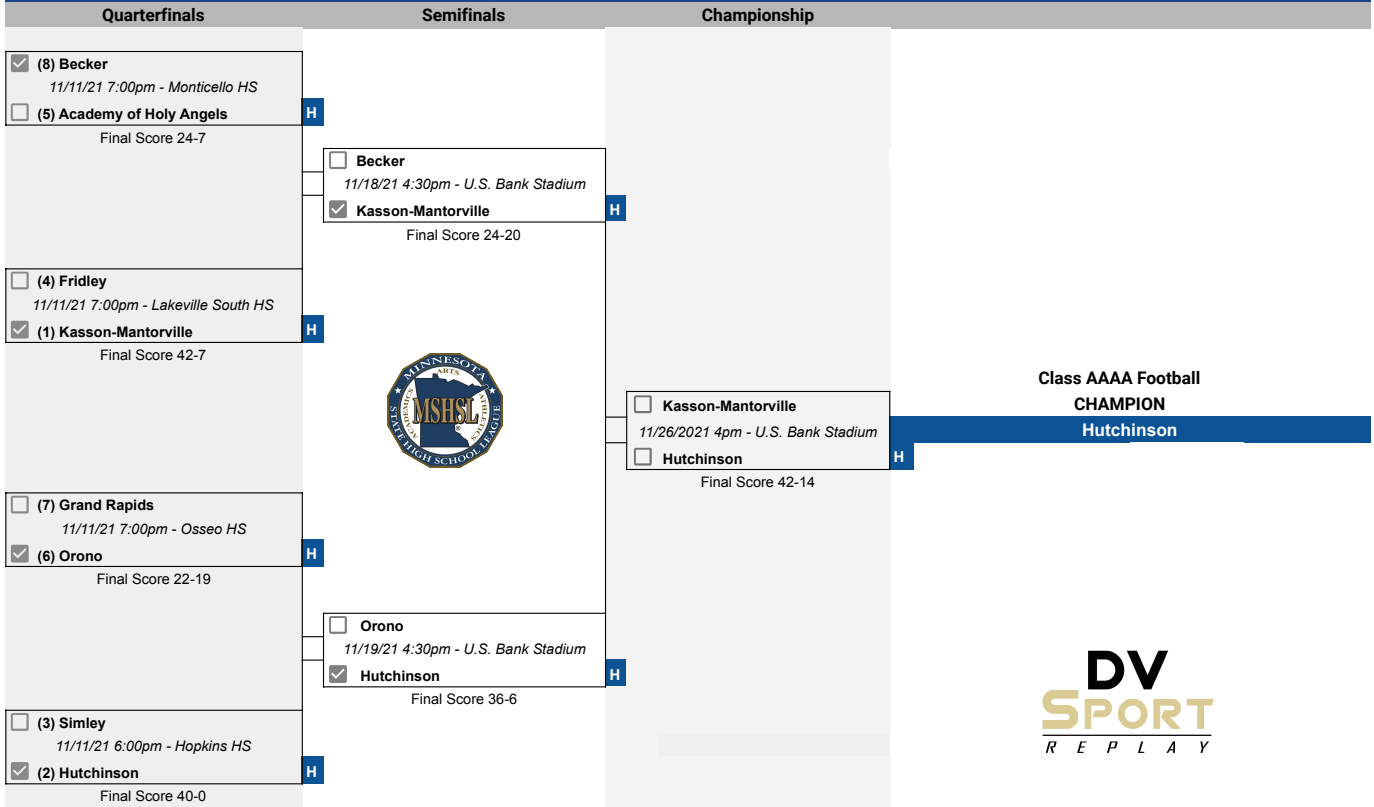 Quarterfinals Semifinals Championship
(8) Becker
11/11/21 7:00pm - Monticello HS
(5) Academy of Holy Angels H
Final Score 24-7
Becker
11/18/21 4:30pm - U.S. Bank Stadium
Kasson-Mantorville H
Final Score 24-20
(4) Fridley
11/11/21 7:00pm - Lakeville South HS
(1) Kasson-Mantorville H
Final Score 42-7
MINNESOTA
STATE HIGH SCHOOL LEAGUE
ARTS
ACADEMICS
ATHLETICS
MSHSL
®
Kasson-Mantorville
11/26/2021 4pm - U.S. Bank Stadium
Hutchinson H
Final Score 42-14
Class AAAA Football
CHAMPION
Hutchinson
(7) Grand Rapids
11/11/21 7:00pm - Osseo HS
(6) Orono H
Final Score 22-19
Orono
11/19/21 4:30pm - U.S. Bank Stadium
Hutchinson H
Final Score 36-6
(3) Simley
11/11/21 6:00pm - Hopkins HS
(2) Hutchinson H
Final Score 40-0
DV
SPORT
REPLAY